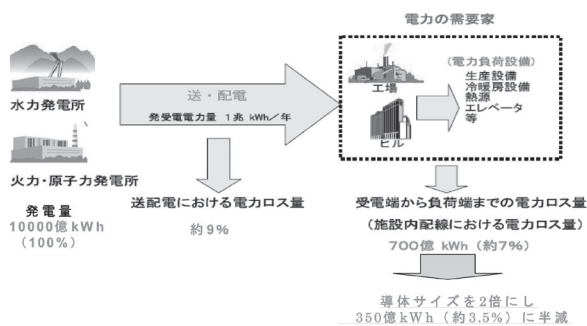 電力の需要家
水力発電所
火力・原子力発電所
発電量
10000億kWh
(100%)
送・配電
発受電電力量 1兆 kWh/年
工場
ビル
(電力負荷設備)
生産設備
冷暖房設備
熱源
エレベータ
等
送配電における電力ロス量
約9%
受電端から負荷端までの電力ロス量
(施設内配線における電力ロス量)
700億 kWh (約7%)
導体サイズを2倍にし
350億kWh (約3.5%) に半減